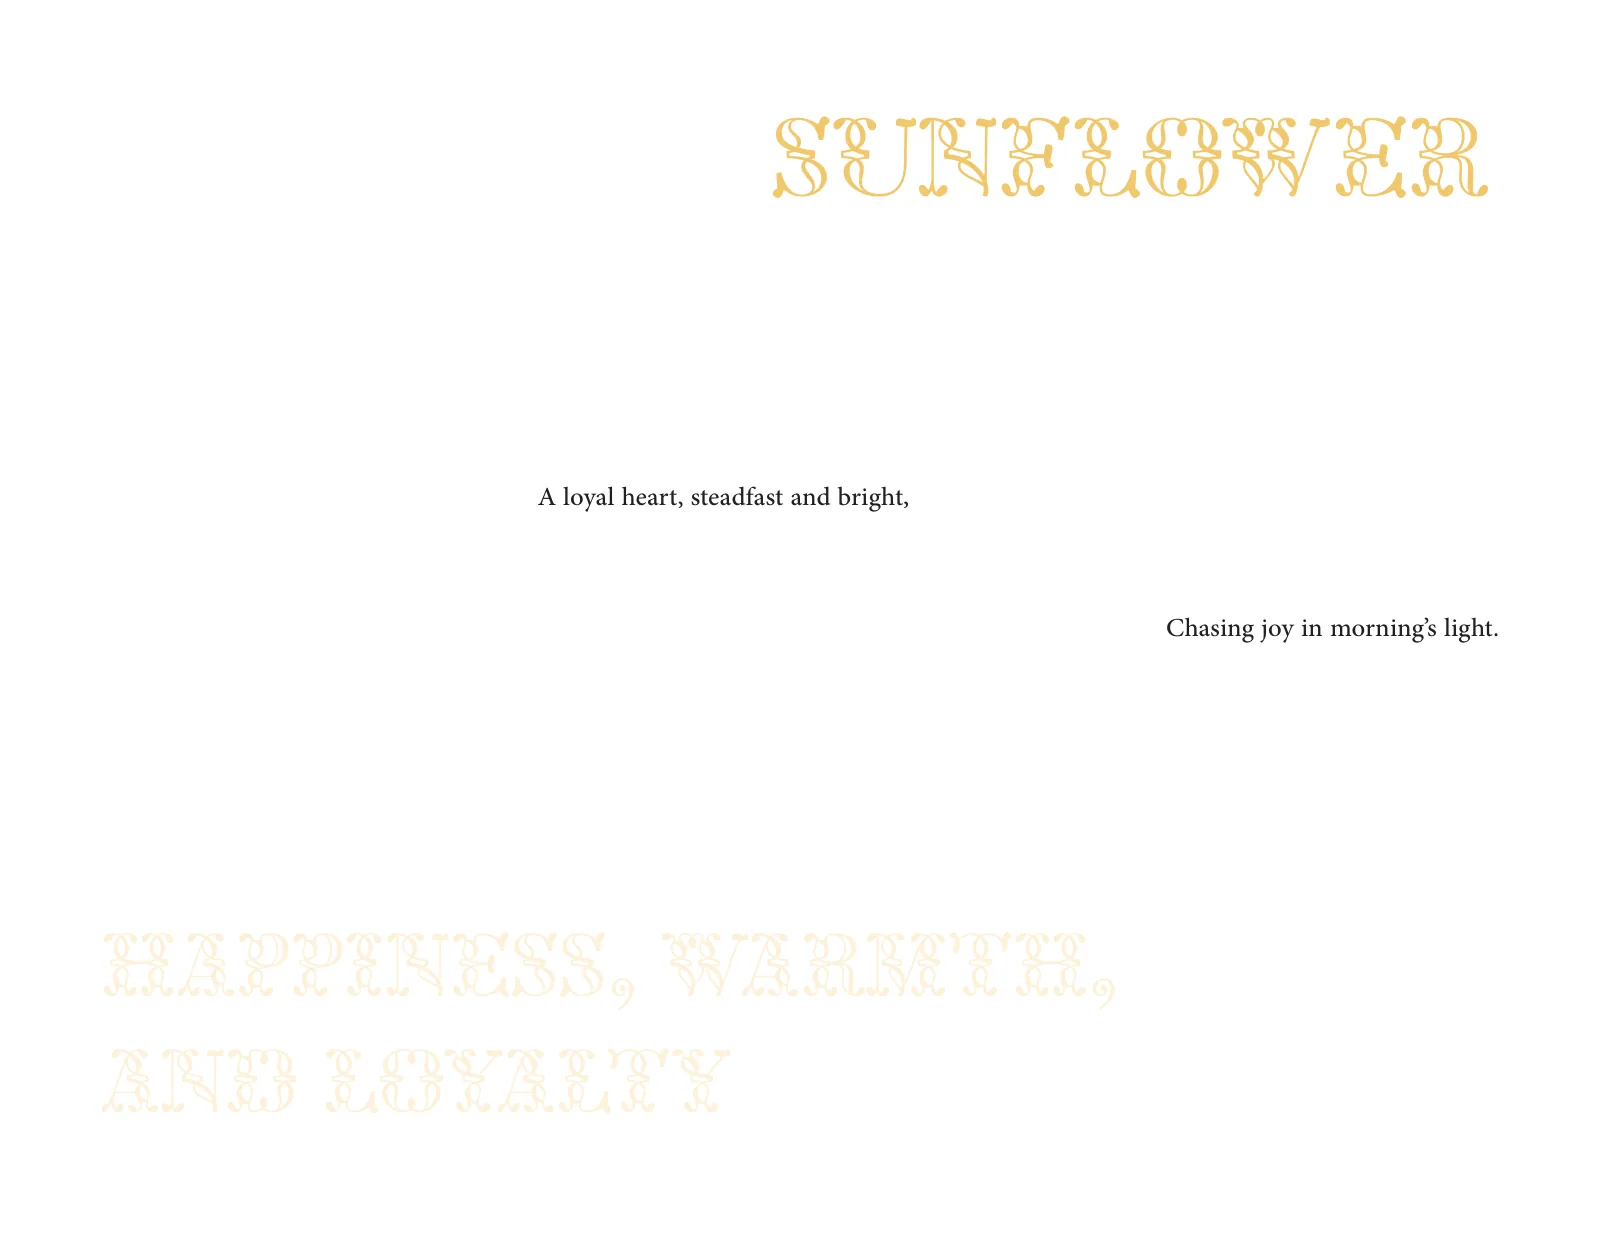 SUNFLOWER
A loyal heart, steadfast and bright,
Chasing joy in morning’s light.
HAPPINESS, WARMTH,
AND LOYALTY